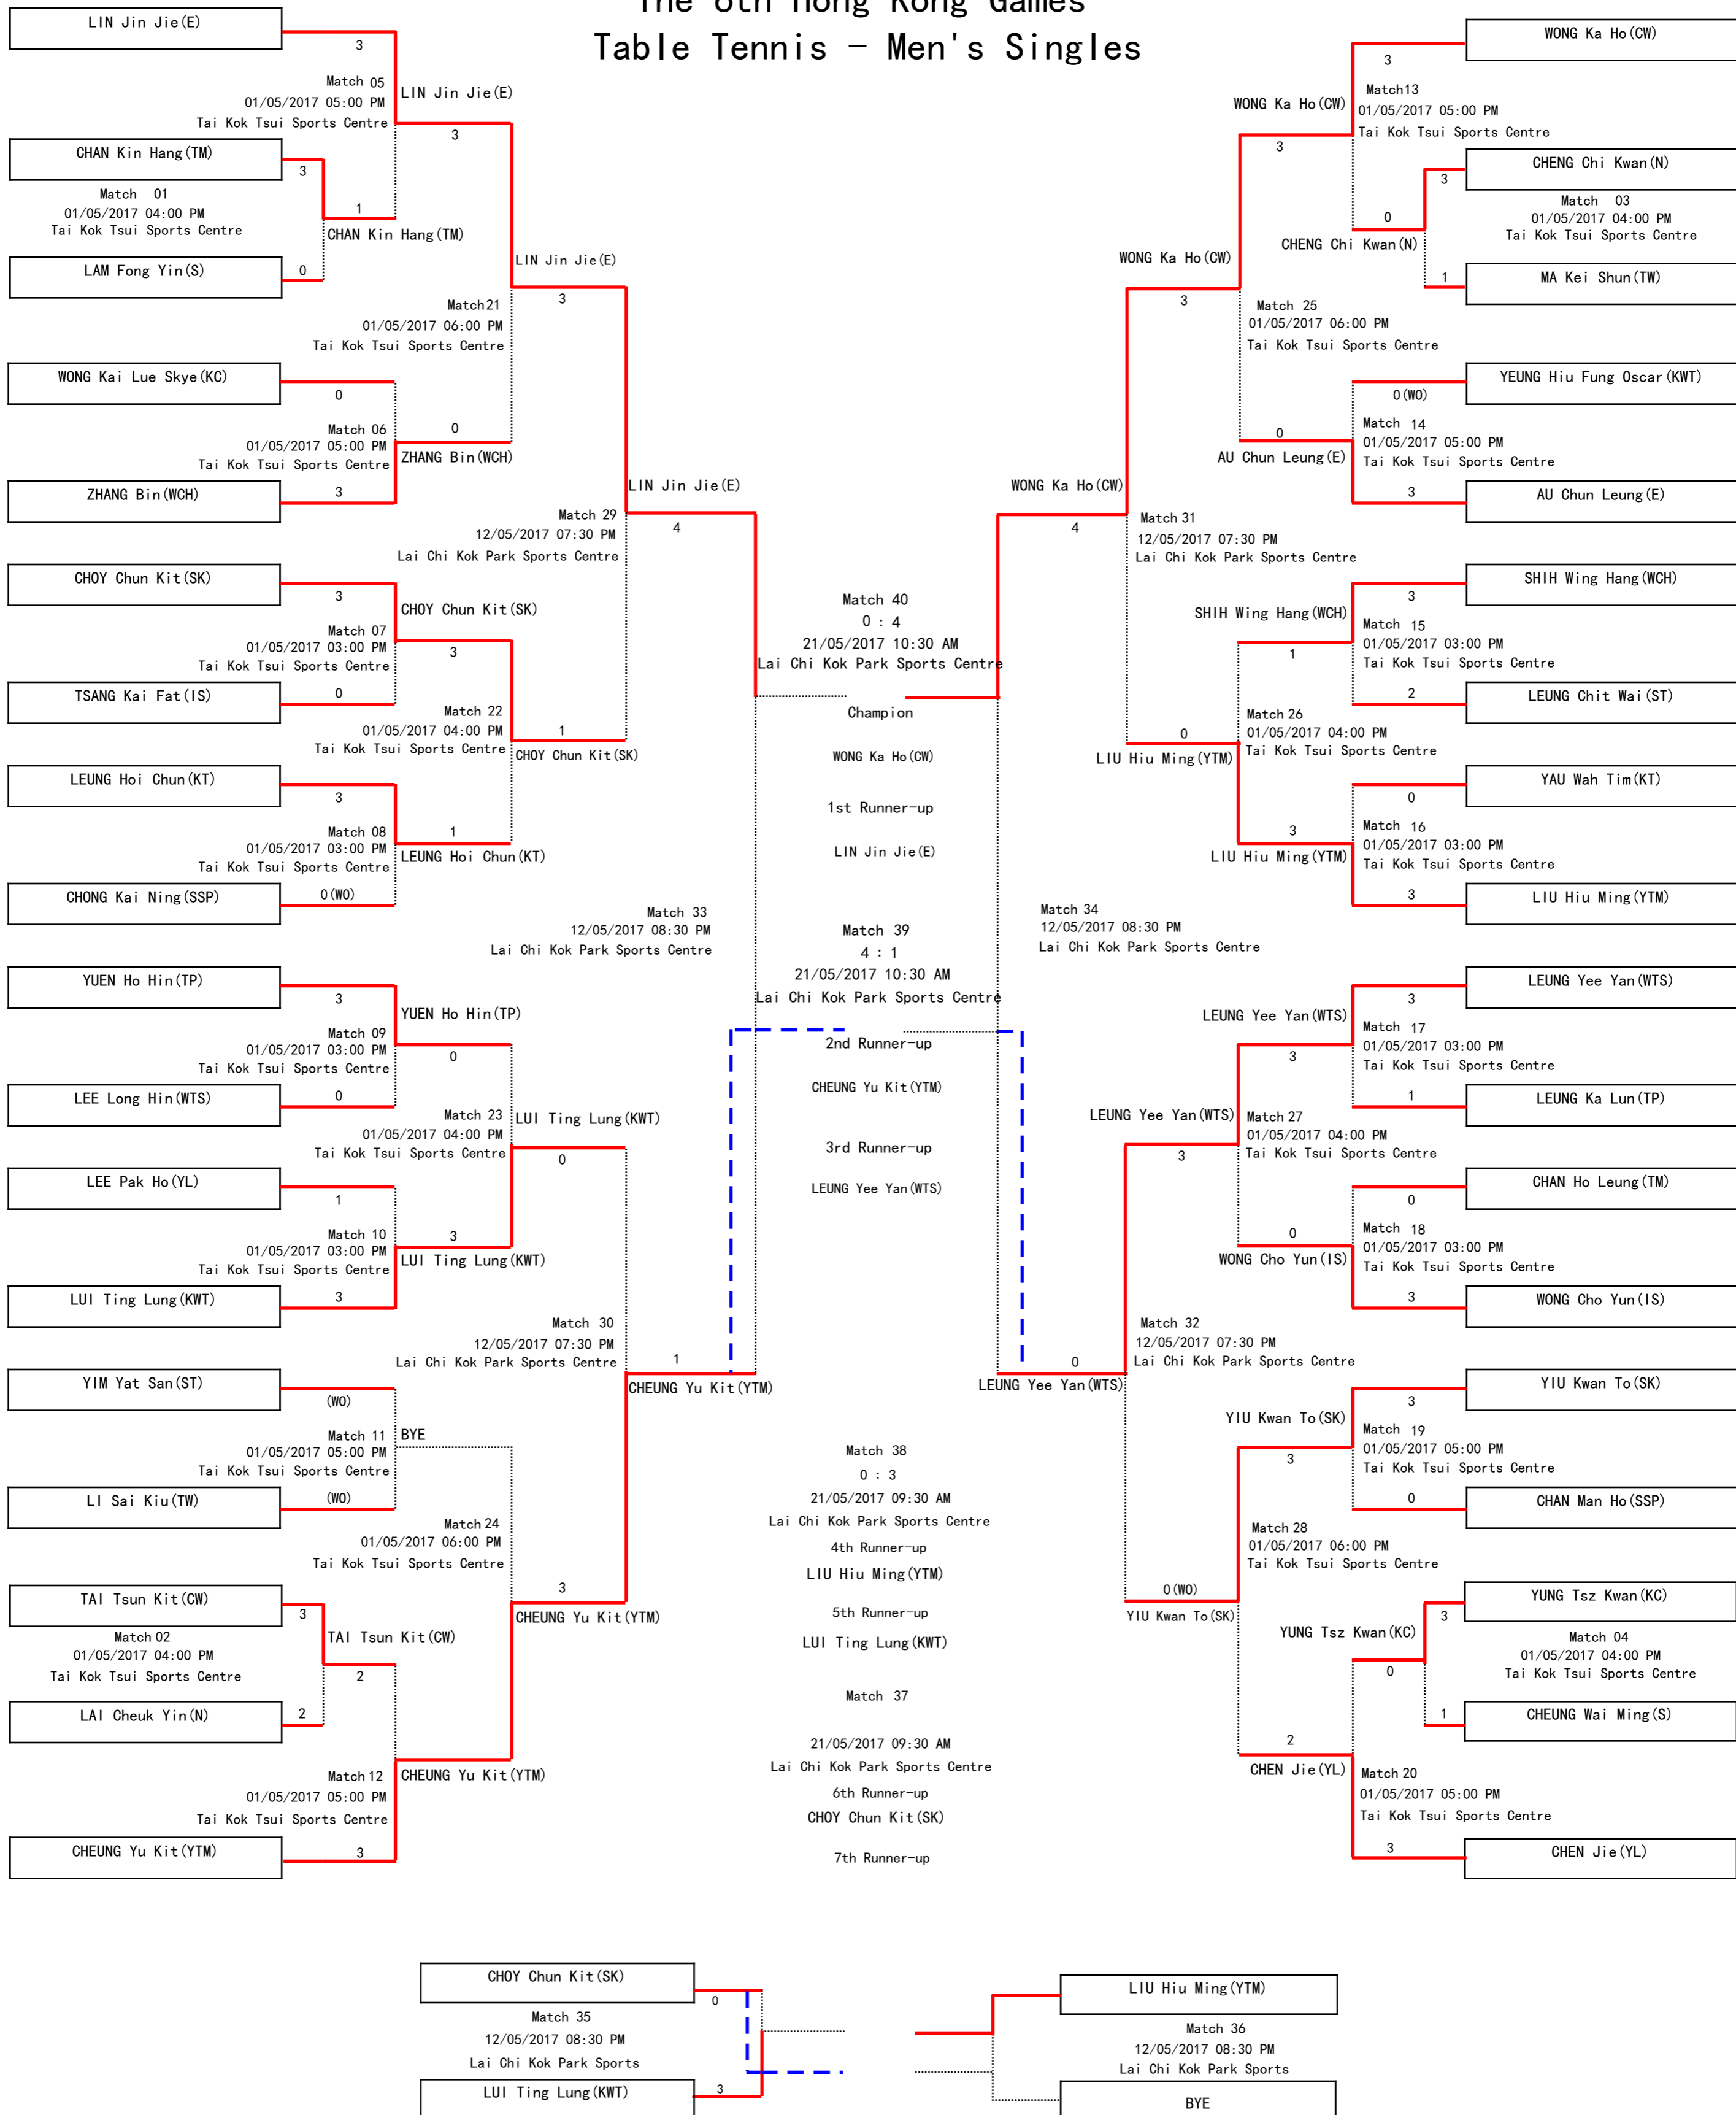 The 6th Hong Kong Games
Table Tennis - Men's Singles
LIN Jin Jie(E)
3
Match 05
01/05/2017 05:00 PM
Tai Kok Tsui Sports Centre
LIN Jin Jie(E)
3
CHAN Kin Hang(TM)
3
Match 01
01/05/2017 04:00 PM
Tai Kok Tsui Sports Centre
1
CHAN Kin Hang(TM)
LAM Fong Yin(S)
0
LIN Jin Jie(E)
3
Match21
01/05/2017 06:00 PM
Tai Kok Tsui Sports Centre
WONG Kai Lue Skye(KC)
0
Match 06
01/05/2017 05:00 PM
Tai Kok Tsui Sports Centre
0
ZHANG Bin(WCH)
ZHANG Bin(WCH)
3
LIN Jin Jie(E)
4
Match 29
12/05/2017 07:30 PM
Lai Chi Kok Park Sports Centre
CHOY Chun Kit(SK)
3
CHOY Chun Kit(SK)
Match 07
01/05/2017 03:00 PM
Tai Kok Tsui Sports Centre
3
TSANG Kai Fat(IS)
0
Match 22
01/05/2017 04:00 PM
Tai Kok Tsui Sports Centre
1
CHOY Chun Kit(SK)
LEUNG Hoi Chun(KT)
3
Match 08
01/05/2017 03:00 PM
Tai Kok Tsui Sports Centre
1
LEUNG Hoi Chun(KT)
CHONG Kai Ning(SSP)
0(WO)
Match 33
12/05/2017 08:30 PM
Lai Chi Kok Park Sports Centre
YUEN Ho Hin(TP)
3
YUEN Ho Hin(TP)
Match 09
01/05/2017 03:00 PM
Tai Kok Tsui Sports Centre
0
LEE Long Hin(WTS)
0
Match 23
01/05/2017 04:00 PM
Tai Kok Tsui Sports Centre
LUI Ting Lung(KWT)
0
LEE Pak Ho(YL)
1
Match 10
01/05/2017 03:00 PM
Tai Kok Tsui Sports Centre
3
LUI Ting Lung(KWT)
LUI Ting Lung(KWT)
3
Match 30
12/05/2017 07:30 PM
Lai Chi Kok Park Sports Centre
1
CHEUNG Yu Kit(YTM)
YIM Yat San(ST)
(WO)
Match 11
01/05/2017 05:00 PM
Tai Kok Tsui Sports Centre
BYE
LI Sai Kiu(TW)
(WO)
Match 24
01/05/2017 06:00 PM
Tai Kok Tsui Sports Centre
3
CHEUNG Yu Kit(YTM)
TAI Tsun Kit(CW)
3
Match 02
01/05/2017 04:00 PM
Tai Kok Tsui Sports Centre
TAI Tsun Kit(CW)
2
LAI Cheuk Yin(N)
2
Match 12
01/05/2017 05:00 PM
Tai Kok Tsui Sports Centre
CHEUNG Yu Kit(YTM)
CHEUNG Yu Kit(YTM)
3
Match 40
0 : 4
21/05/2017 10:30 AM
Lai Chi Kok Park Sports Centre
Champion
WONG Ka Ho(CW)
1st Runner-up
LIN Jin Jie(E)
Match 39
4 : 1
21/05/2017 10:30 AM
Lai Chi Kok Park Sports Centre
2nd Runner-up
CHEUNG Yu Kit(YTM)
3rd Runner-up
LEUNG Yee Yan(WTS)
Match 38
0 : 3
21/05/2017 09:30 AM
Lai Chi Kok Park Sports Centre
4th Runner-up
LIU Hiu Ming(YTM)
5th Runner-up
LUI Ting Lung(KWT)
Match 37
21/05/2017 09:30 AM
Lai Chi Kok Park Sports Centre
6th Runner-up
CHOY Chun Kit(SK)
7th Runner-up
WONG Ka Ho(CW)
3
WONG Ka Ho(CW)
Match13
01/05/2017 05:00 PM
Tai Kok Tsui Sports Centre
3
CHENG Chi Kwan(N)
3
Match 03
01/05/2017 04:00 PM
Tai Kok Tsui Sports Centre
0
CHENG Chi Kwan(N)
MA Kei Shun(TW)
1
WONG Ka Ho(CW)
3
Match 25
01/05/2017 06:00 PM
Tai Kok Tsui Sports Centre
YEUNG Hiu Fung Oscar(KWT)
0(WO)
Match 14
01/05/2017 05:00 PM
Tai Kok Tsui Sports Centre
0
AU Chun Leung(E)
AU Chun Leung(E)
3
WONG Ka Ho(CW)
4
Match 31
12/05/2017 07:30 PM
Lai Chi Kok Park Sports Centre
SHIH Wing Hang(WCH)
3
SHIH Wing Hang(WCH)
Match 15
01/05/2017 03:00 PM
Tai Kok Tsui Sports Centre
1
LEUNG Chit Wai(ST)
2
Match 26
01/05/2017 04:00 PM
Tai Kok Tsui Sports Centre
0
LIU Hiu Ming(YTM)
YAU Wah Tim(KT)
0
Match 16
01/05/2017 03:00 PM
Tai Kok Tsui Sports Centre
3
LIU Hiu Ming(YTM)
LIU Hiu Ming(YTM)
3
Match 34
12/05/2017 08:30 PM
Lai Chi Kok Park Sports Centre
LEUNG Yee Yan(WTS)
3
LEUNG Yee Yan(WTS)
Match 17
01/05/2017 03:00 PM
Tai Kok Tsui Sports Centre
3
LEUNG Ka Lun(TP)
1
LEUNG Yee Yan(WTS)
3
Match 27
01/05/2017 04:00 PM
Tai Kok Tsui Sports Centre
CHAN Ho Leung(TM)
0
Match 18
01/05/2017 03:00 PM
Tai Kok Tsui Sports Centre
0
WONG Cho Yun(IS)
WONG Cho Yun(IS)
3
Match 32
12/05/2017 07:30 PM
Lai Chi Kok Park Sports Centre
0
LEUNG Yee Yan(WTS)
YIU Kwan To(SK)
3
YIU Kwan To(SK)
Match 19
01/05/2017 05:00 PM
Tai Kok Tsui Sports Centre
3
CHAN Man Ho(SSP)
0
Match 28
01/05/2017 06:00 PM
Tai Kok Tsui Sports Centre
0(WO)
YIU Kwan To(SK)
YUNG Tsz Kwan(KC)
3
YUNG Tsz Kwan(KC)
Match 04
01/05/2017 04:00 PM
Tai Kok Tsui Sports Centre
0
CHEUNG Wai Ming(S)
1
2
CHEN Jie(YL)
Match 20
01/05/2017 05:00 PM
Tai Kok Tsui Sports Centre
CHEN Jie(YL)
3
CHOY Chun Kit(SK)
0
Match 35
12/05/2017 08:30 PM
Lai Chi Kok Park Sports
LUI Ting Lung(KWT)
3
LIU Hiu Ming(YTM)
Match 36
12/05/2017 08:30 PM
Lai Chi Kok Park Sports
BYE